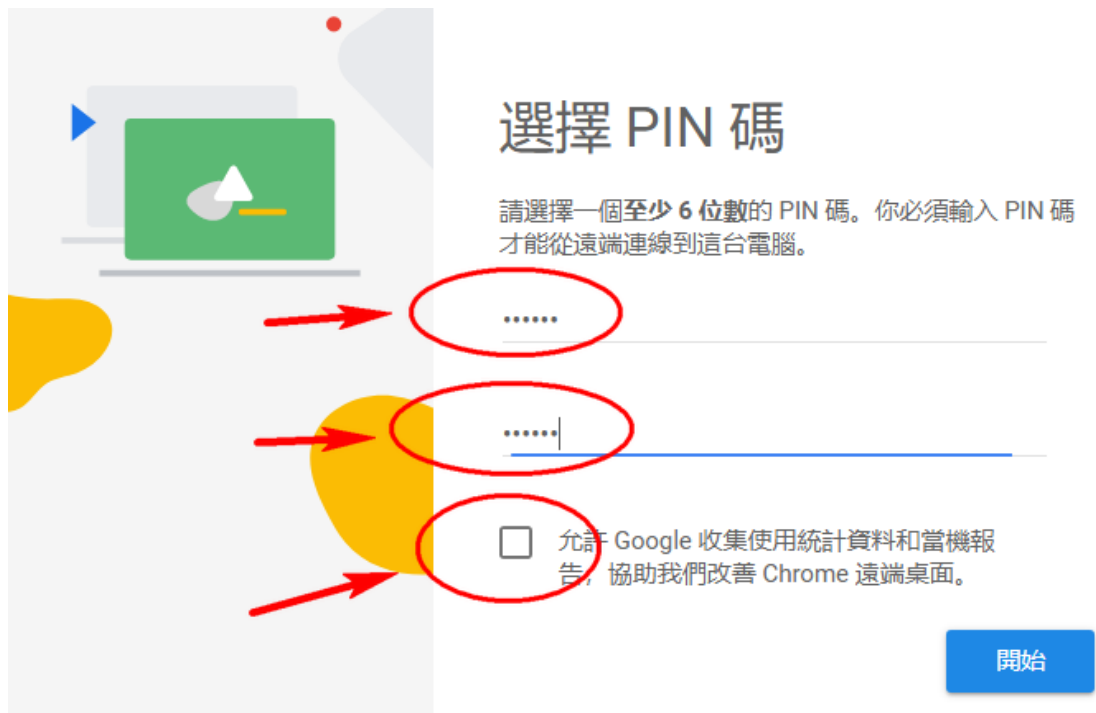 選擇 PIN 碼
請選擇一個至少 6 位數的 PIN 碼。你必須輸入 PIN 碼
才能從遠端連線到這台電腦。
••••••
••••••
允許 Google 收集使用統計資料和當機報
告，協助我們改善 Chrome 遠端桌面。
開始